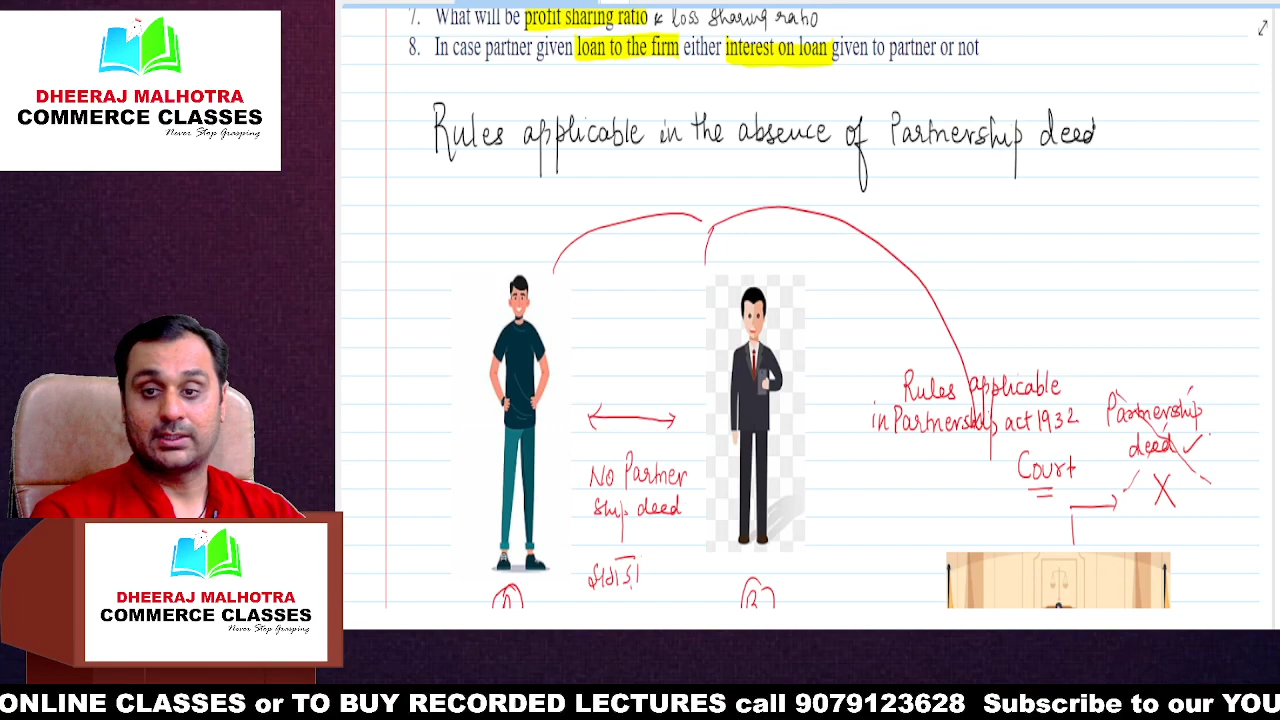 DHEERAJ MALHOTRA
COMMERCE CLASSES
Never Stop Grasping
7. What will be profit sharing ratio & loss sharing ratio
8. In case partner given loan to the firm either interest on loan given to partner or not
Rules applicable in the absence of Partnership deed
No Partner
ship deed
A
B
Rules applicable
in Partnership act 1932
Court
Partnership
deed ✓
X
DHEERAJ MALHOTRA
COMMERCE CLASSES
Never Stop Grasping
ONLINE CLASSES or TO BUY RECORDED LECTURES call 9079123628 Subscribe to our YOU